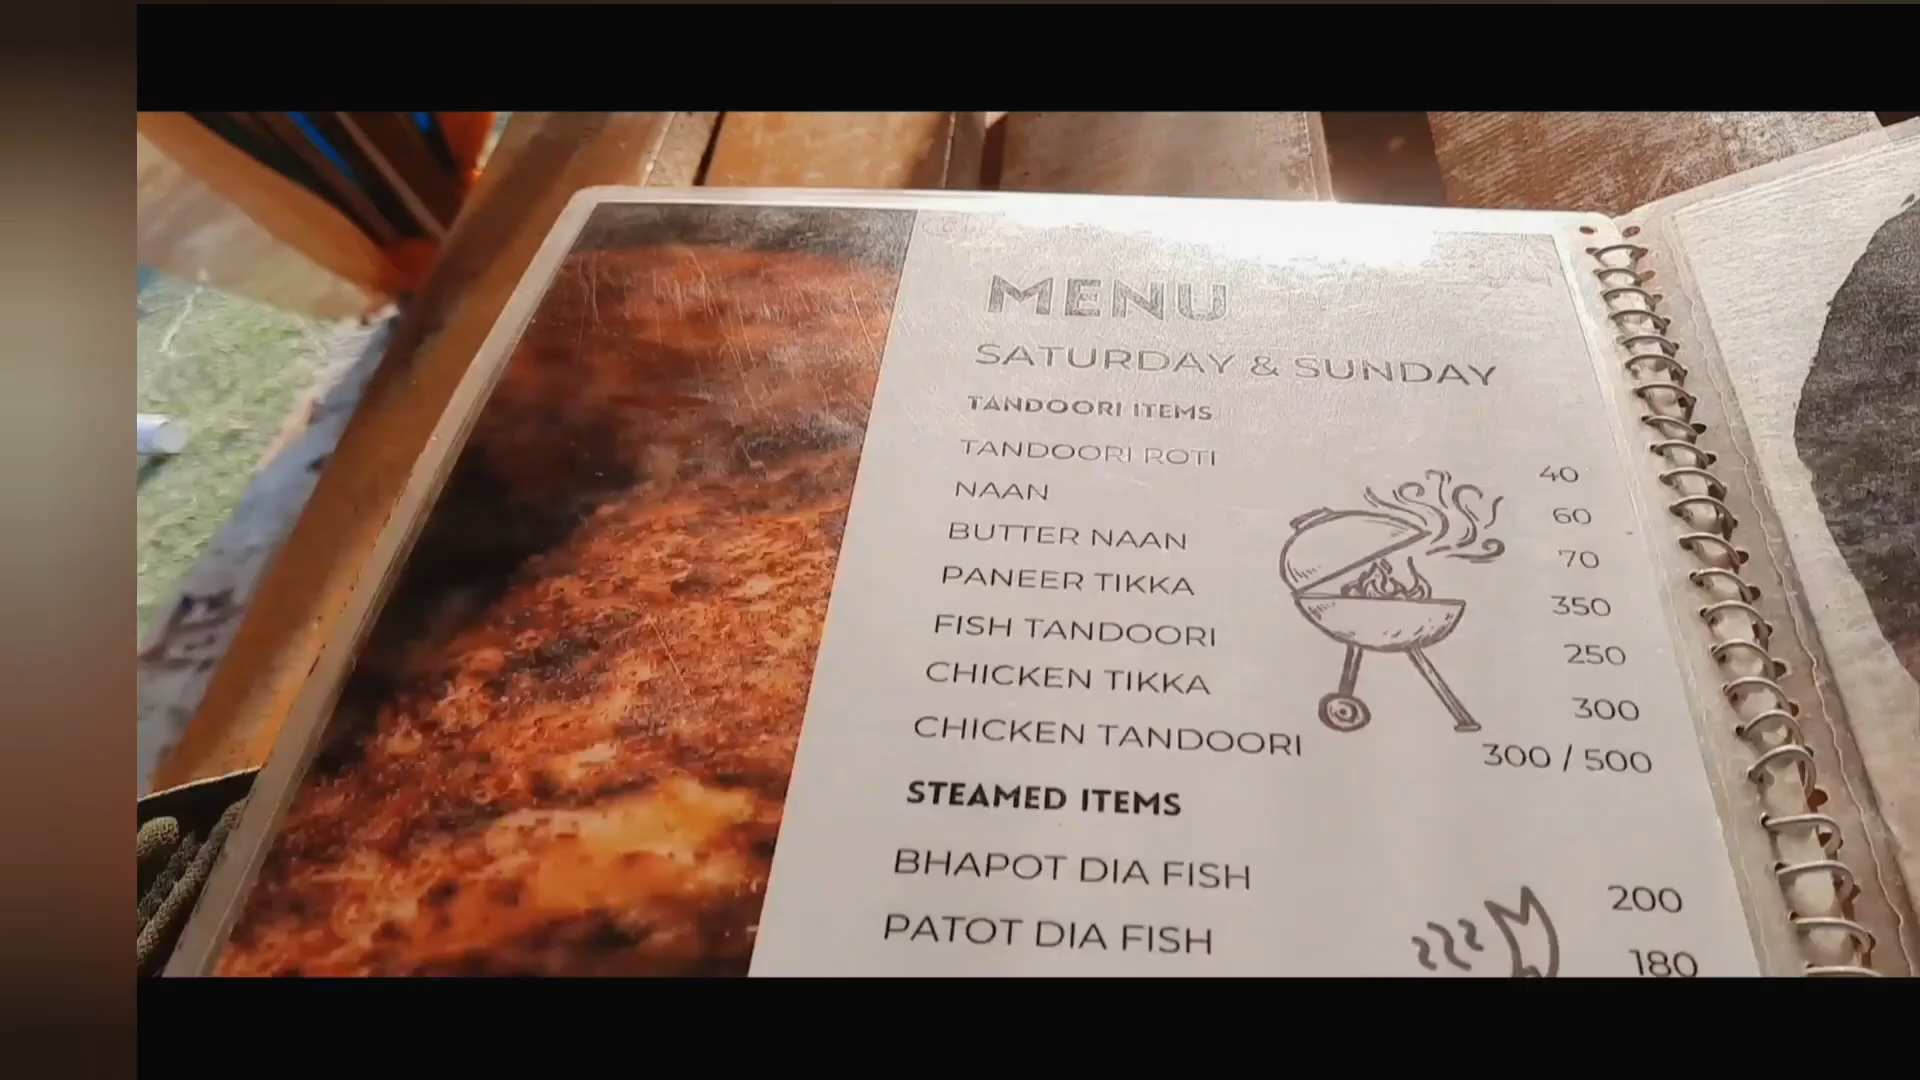 MENU
SATURDAY & SUNDAY
TANDOORI ITEMS
TANDOORI ROTI 40
NAAN 60
BUTTER NAAN 70
PANEER TIKKA 350
FISH TANDOORI 250
CHICKEN TIKKA 300
CHICKEN TANDOORI 300 / 500
STEAMED ITEMS
BHAPOT DIA FISH 200
PATOT DIA FISH 180